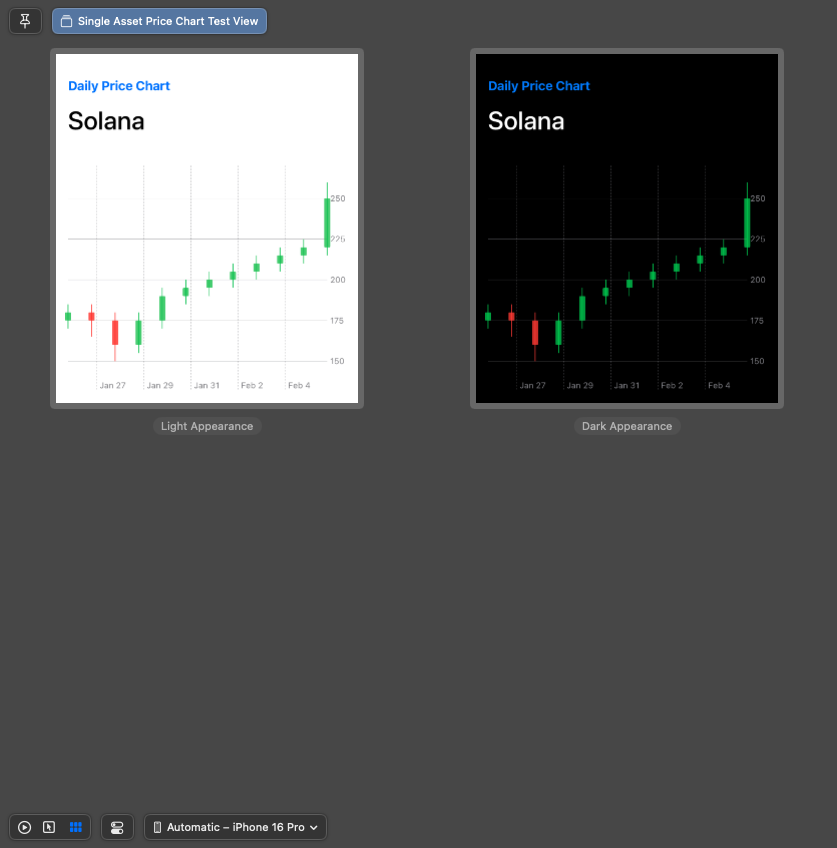 Single Asset Price Chart Test View
Daily Price Chart
Solana
250
225
200
175
150
Jan 27 Jan 29 Jan 31 Feb 2 Feb 4
Light Appearance
Daily Price Chart
Solana
250
225
200
175
150
Jan 27 Jan 29 Jan 31 Feb 2 Feb 4
Dark Appearance
Automatic – iPhone 16 Pro